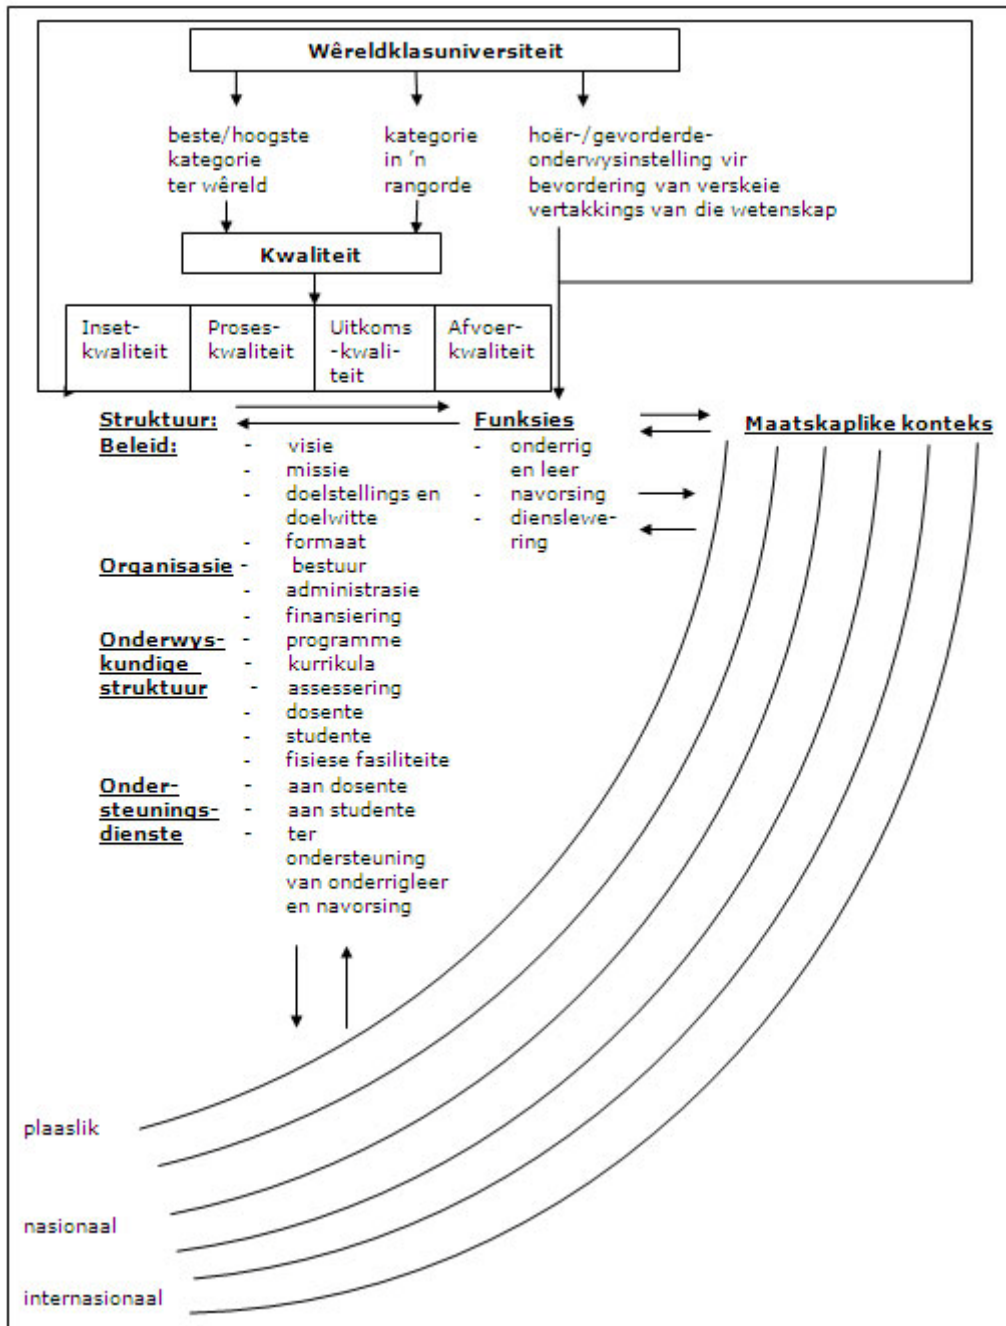 Wêreldklasuniversiteit
beste/hoogste
kategorie
ter wêreld
kategorie
in 'n
rangorde
hoër-/gevorderde-
onderwysinstelling vir
bevordering van verskeie
vertakkings van die wetenskap
Kwaliteit
Inset-
kwaliteit
Proses-
kwaliteit
Uitkoms
-kwali-
teit
Afvoer-
kwaliteit
Struktuur:
Beleid:
- visie
- missie
- doelstellings en
doelwitte
- formaat
Organisasie - bestuur
- administrasie
- finansiering
Onderwys- - programme
kundige - kurrikula
struktuur - assessering
- dosente
- studente
- fisiese fasiliteite
Onder- - aan dosente
steunings- - aan studente
dienste - ter
ondersteuning
van onderrigleer
en navorsing
Funksies
- onderrig
en leer
- navorsing
- dienslewe-
ring
Maatskaplike konteks
plaaslik
nasionaal
internasionaal